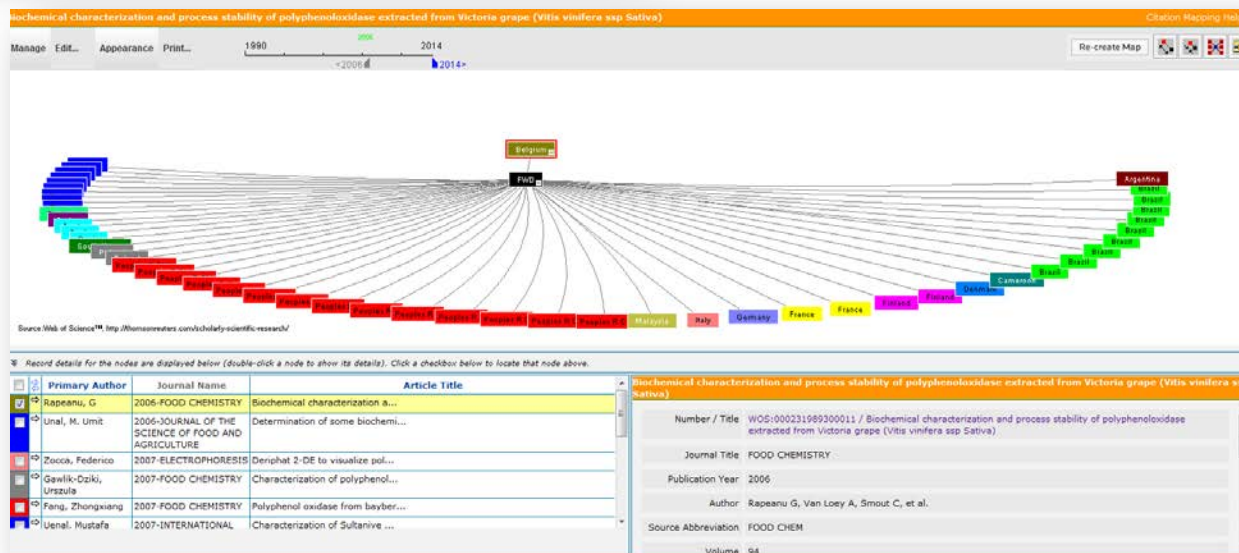 Biochemical characterization and process stability of polyphenoloxidase extracted from Victoria grape (Vitis vinifera ssp Sativa)
Citation Mapping Help
Manage Edit... Appearance Print...
1990 2006 2014
<2006 2014>
Re-create Map
Belgium
FWD
Argentina
Brazil
Brazil
Brazil
Brazil
Brazil
Brazil
Brazil
Brazil
Cameroon
Denmark
Finland
Finland
France
France
Germany
Italy
Malaysia
Peoples R
Peoples R
Peoples R
Source:Web of Science™, http://thomsonreuters.com/scholarly-scientific-research/
Record details for the nodes are displayed below (double-click a node to show its details). Click a checkbox below to locate that node above.
Primary Author Journal Name Article Title
Rapeanu, G 2006-FOOD CHEMISTRY Biochemical characterization a...
Unal, M. Umit 2006-JOURNAL OF THE SCIENCE OF FOOD AND AGRICULTURE Determination of some biochemi...
Zocca, Federico 2007-ELECTROPHORESIS Deriphat 2-DE to visualize pol...
Gawlik-Dziki, Urszula 2007-FOOD CHEMISTRY Characterization of polyphenol...
Fang, Zhongxiang 2007-FOOD CHEMISTRY Polyphenol oxidase from bayber...
Uenal, Mustafa 2007-INTERNATIONAL Characterization of Sultanive ...
Biochemical characterization and process stability of polyphenoloxidase extracted from Victoria grape (Vitis vinifera s
Sativa)
Number / Title WOS:000231989300011 / Biochemical characterization and process stability of polyphenoloxidase
extracted from Victoria grape (Vitis vinifera ssp Sativa)
Journal Title FOOD CHEMISTRY
Publication Year 2006
Author Rapeanu G, Van Loey A, Smout C, et al.
Source Abbreviation FOOD CHEM
Volume 94